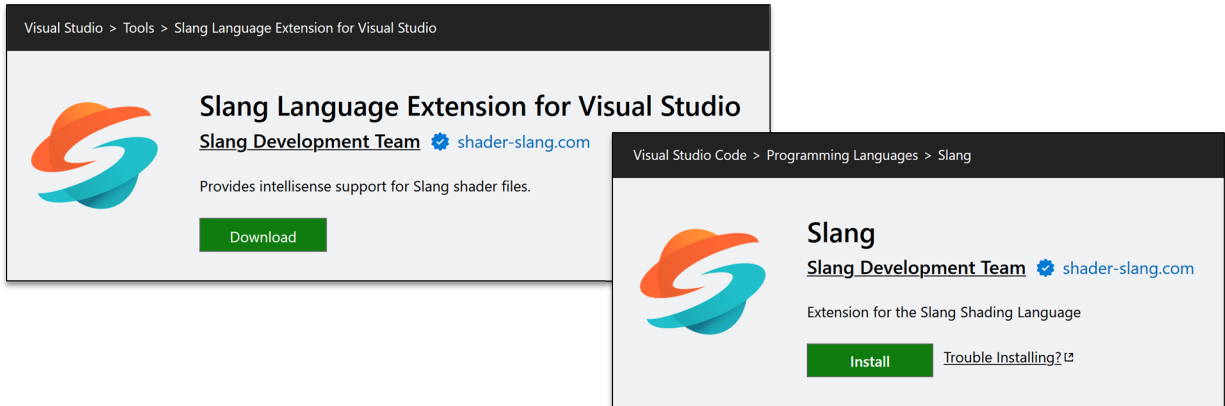 Visual Studio > Tools > Slang Language Extension for Visual Studio
Slang Language Extension for Visual Studio
Slang Development Team shader-slang.com
Provides intellisense support for Slang shader files.
Download
Visual Studio Code > Programming Languages > Slang
Slang
Slang Development Team shader-slang.com
Extension for the Slang Shading Language
Install Trouble Installing?